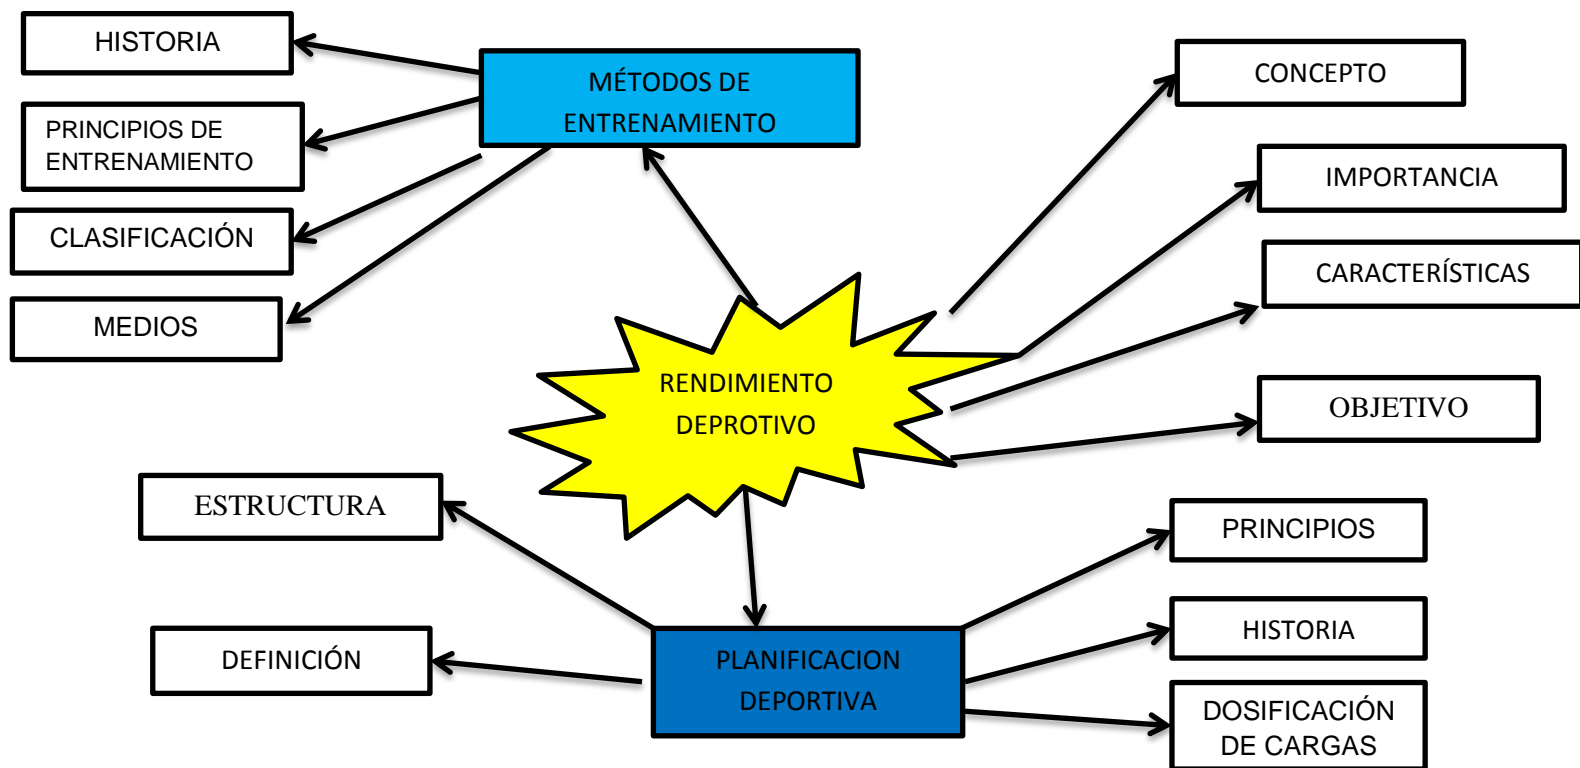 HISTORIA
MÉTODOS DE
ENTRENAMIENTO
CONCEPTO
PRINCIPIOS DE
ENTRENAMIENTO
IMPORTANCIA
CLASIFICACIÓN
CARACTERÍSTICAS
MEDIOS
RENDIMIENTO
DEPROTIVO
OBJETIVO
ESTRUCTURA
PRINCIPIOS
DEFINICIÓN
PLANIFICACION
DEPORTIVA
HISTORIA
DOSIFICACIÓN
DE CARGAS